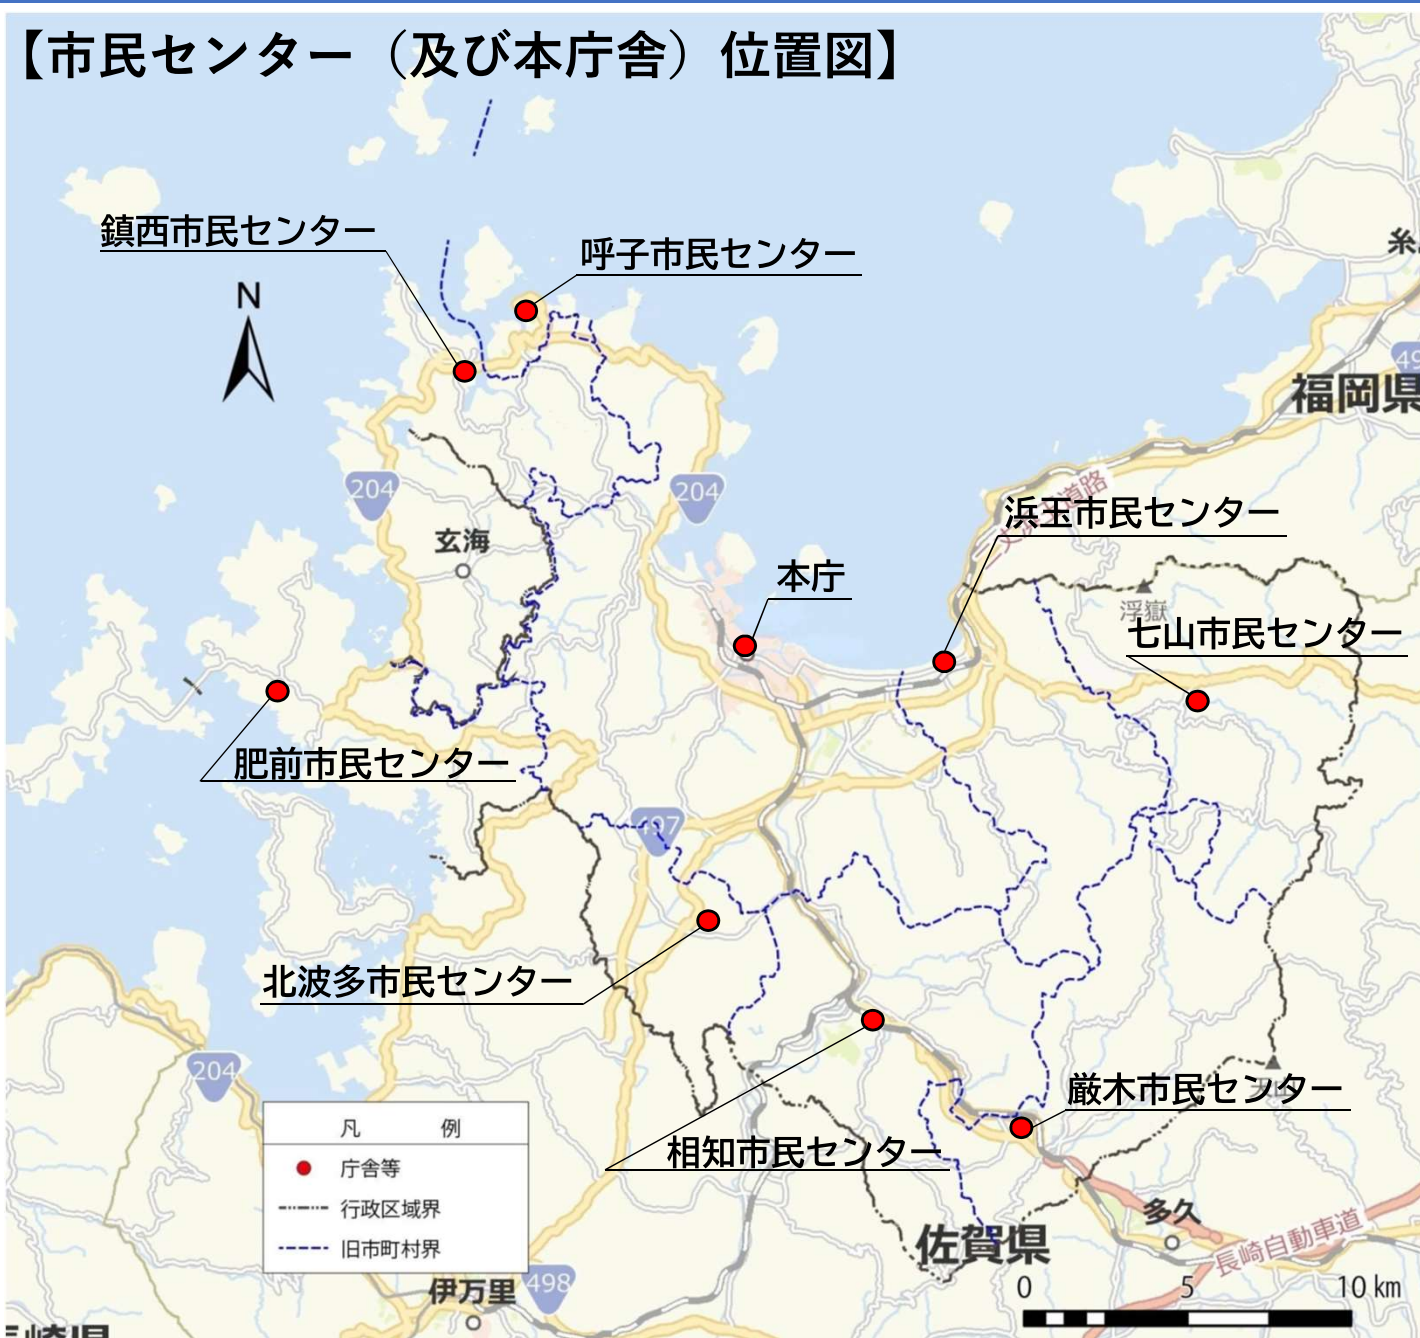 【市民センター（及び本庁舎）位置図】
鎮西市民センター
呼子市民センター
N
福岡県
204
204
浜玉市民センター
玄海
本庁
浮嶽
七山市民センター
肥前市民センター
497
北波多市民センター
204
厳木市民センター
相知市民センター
凡 例
庁舎等
行政区域界
旧市町村界
多久
佐賀県
長崎自動車道
伊万里
498
0 5 10 km